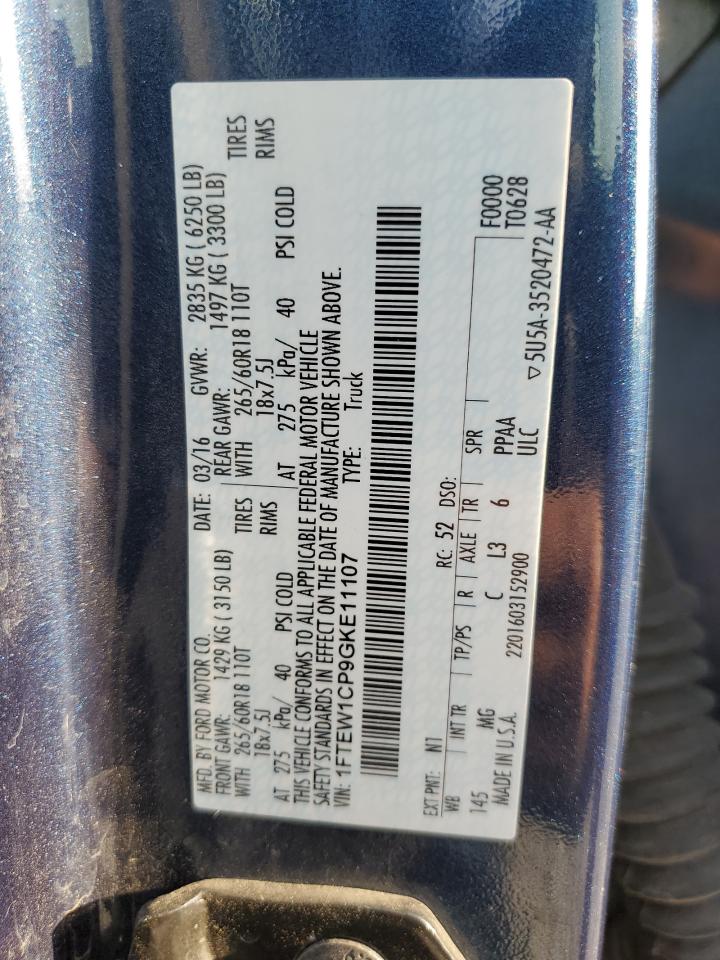 MFD. BY FORD MOTOR CO.
DATE: 03/16 GVWR: 2835 KG ( 6250 LB)
FRONT GAWR: 1429 KG ( 3150 LB) REAR GAWR: 1497 KG ( 3300 LB)
WITH 265/60R18 110T TIRES WITH 265/60R18 110T TIRES
18x7.5J RIMS 18x7.5J RIMS
AT 275 kPa/ 40 PSI COLD AT 275 kPa/ 40 PSI COLD
THIS VEHICLE CONFORMS TO ALL APPLICABLE FEDERAL MOTOR VEHICLE
SAFETY STANDARDS IN EFFECT ON THE DATE OF MANUFACTURE SHOWN ABOVE.
VIN: 1FTEW1CP9GKE11107 TYPE: Truck
EXT PNT: N1 RC: 52 DSO: F0000
T0628
WB INT TR TP/PS R AXLE TR SPR
145 MG C L3 6 PPAA
ULC
MADE IN U.S.A. 2201603152900 ▽5U5A-3520472-AA